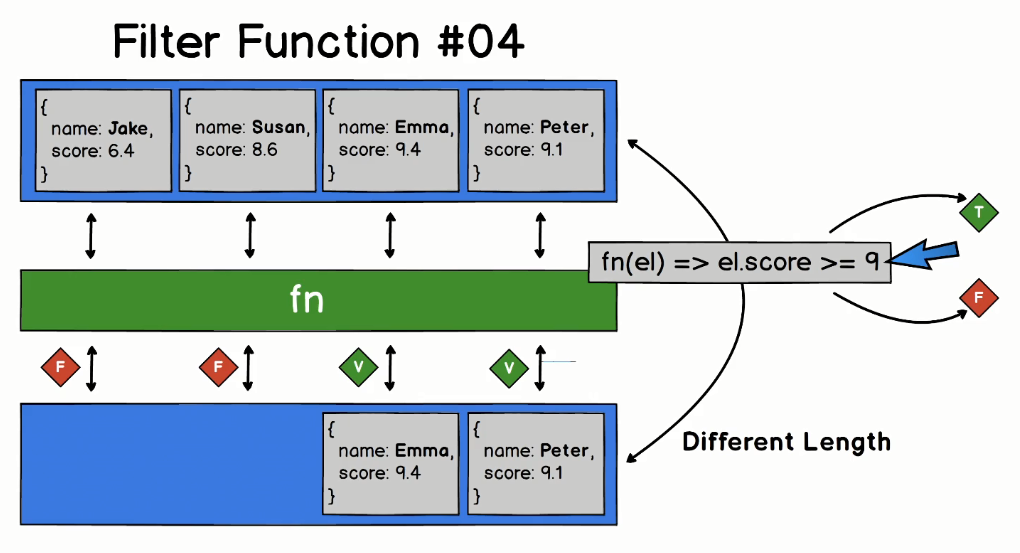 Filter Function #04
{
name: Jake,
score: 6.4
}
{
name: Susan,
score: 8.6
}
{
name: Emma,
score: 9.4
}
{
name: Peter,
score: 9.1
}
T
fn(el) => el.score >= 9
fn
F
F
F
V
V
{
name: Emma,
score: 9.4
}
{
name: Peter,
score: 9.1
}
Different Length